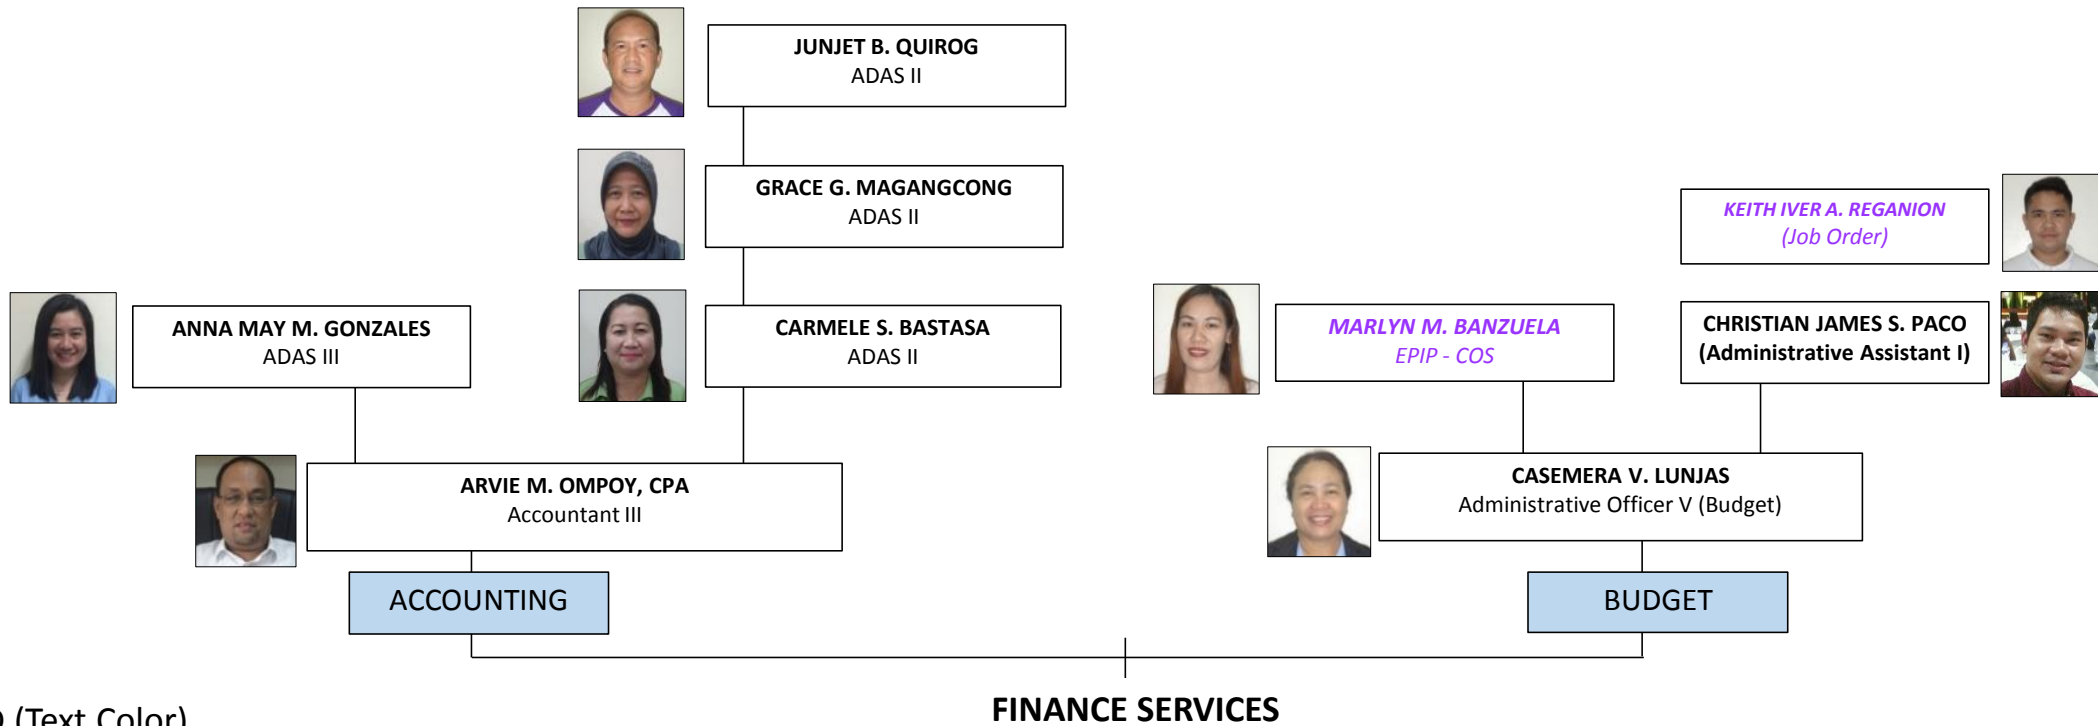 JUNJET B. QUIROG
ADAS II
GRACE G. MAGANGCONG
ADAS II
KEITH IVER A. REGANION
(Job Order)
ANNA MAY M. GONZALES
ADAS III
CARMELE S. BASTASA
ADAS II
MARLYN M. BANZUELA
EPIP - COS
CHRISTIAN JAMES S. PACO
(Administrative Assistant I)
ARVIE M. OMPOY, CPA
Accountant III
CASEMERA V. LUNJAS
Administrative Officer V (Budget)
ACCOUNTING
BUDGET
FINANCE SERVICES
(Text Color)